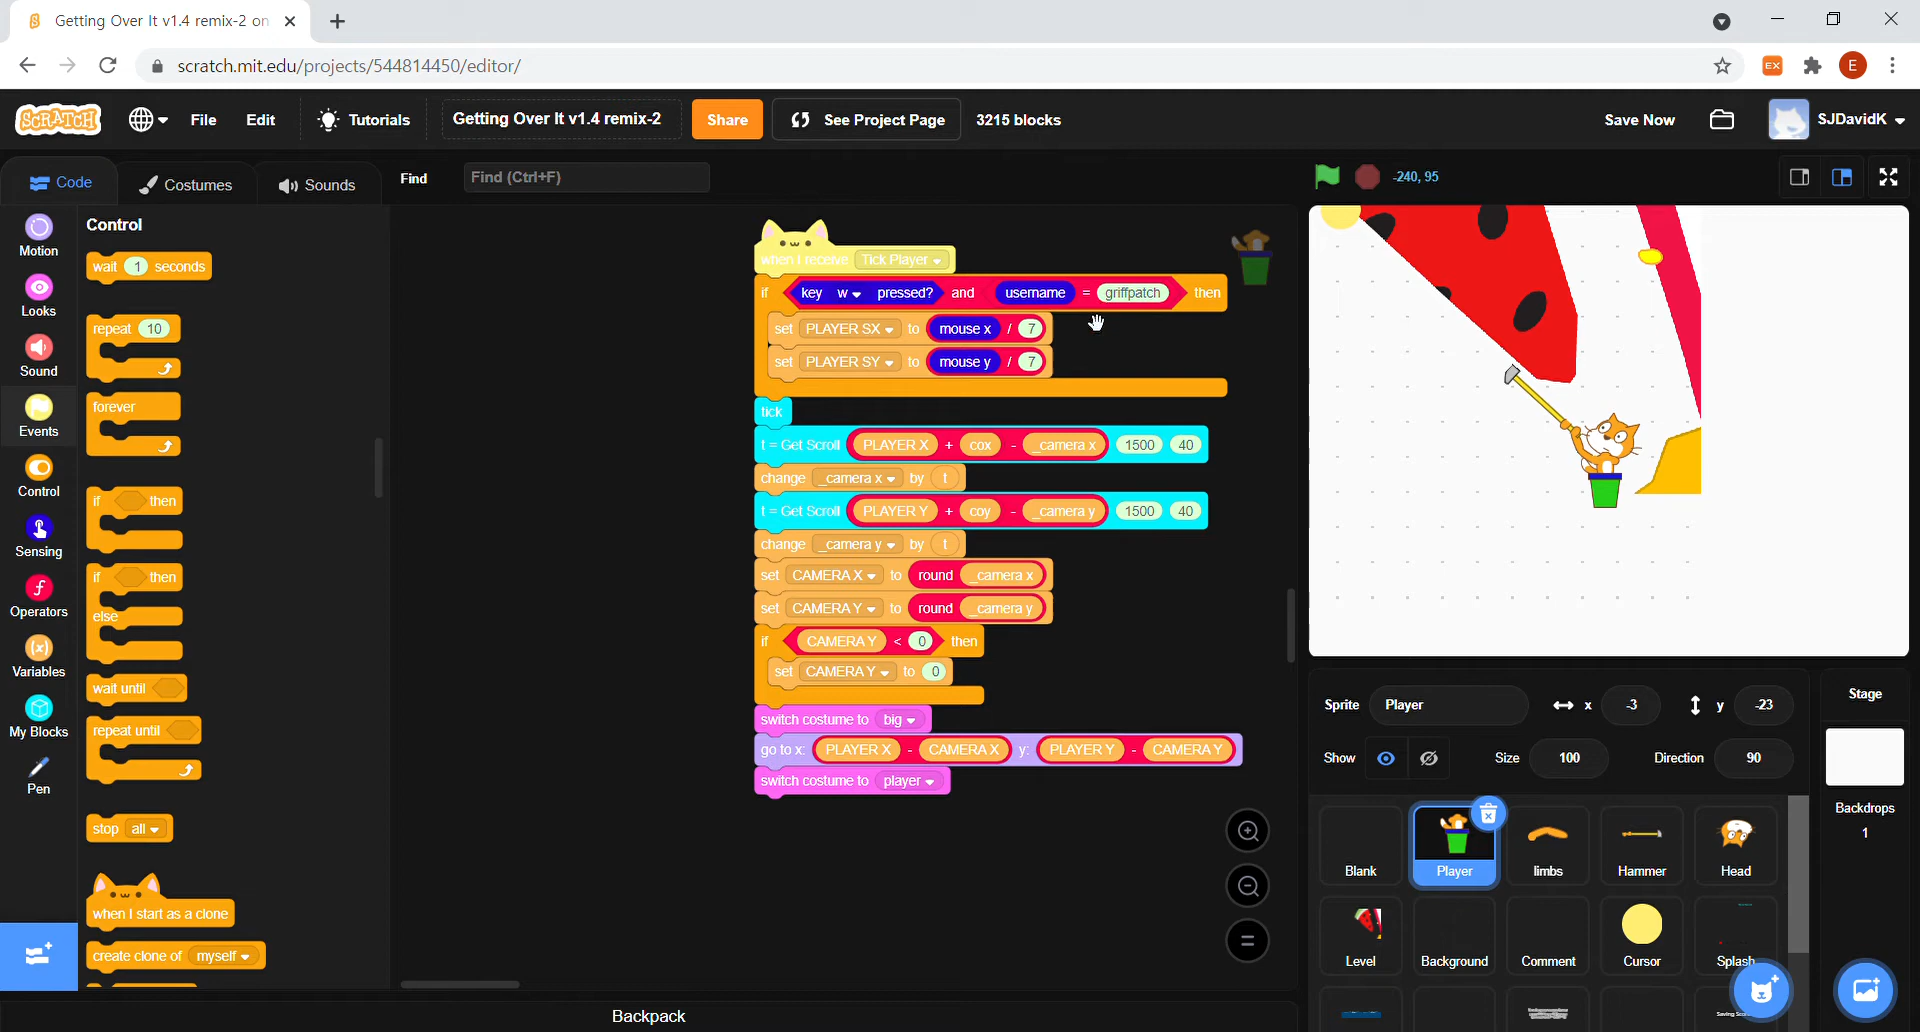 Getting Over It v1.4 remix-2 on
scratch.mit.edu/projects/544814450/editor/
EX
E
SCRATCH
File
Edit
Tutorials
Getting Over It v1.4 remix-2
Share
See Project Page
3215 blocks
Save Now
SJDavidK
Code
Costumes
Sounds
Find
Find (Ctrl+F)
-240, 95
Motion
Looks
Sound
Events
Control
Sensing
Operators
Variables
My Blocks
Pen
Control
wait 1 seconds
repeat 10
forever
if then
if then
else
wait until
repeat until
stop all
when I start as a clone
create clone of myself
when I receive Tick Player
if key w pressed? and username = griffpatch then
set PLAYER SX to mouse x / 7
set PLAYER SY to mouse y / 7
tick
t = Get Scroll PLAYER X + cox - _camera x 1500 40
change _camera x by t
t = Get Scroll PLAYER Y + coy - _camera y 1500 40
change _camera y by t
set CAMERA X to round _camera x
set CAMERA Y to round _camera y
if CAMERA Y < 0 then
set CAMERA Y to 0
switch costume to big
go to x: PLAYER X - CAMERA X y: PLAYER Y - CAMERA Y
switch costume to player
Backpack
Sprite Player x -3 y -23
Show Size 100 Direction 90
Blank
Player
limbs
Hammer
Head
Level
Background
Comment
Cursor
Splash
Stage
Backdrops
1